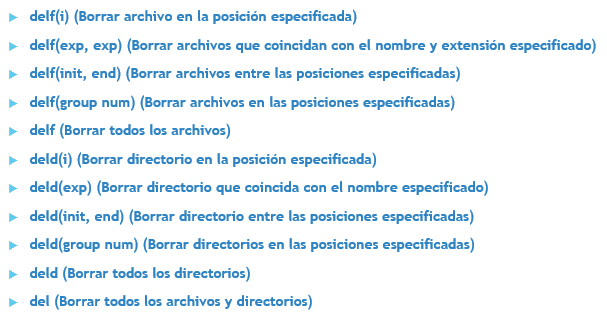 delf(i) (Borrar archivo en la posición especificada)
delf(exp, exp) (Borrar archivos que coincidan con el nombre y extensión especificado)
delf(init, end) (Borrar archivos entre las posiciones especificadas)
delf(group num) (Borrar archivos en las posiciones especificadas)
delf (Borrar todos los archivos)
deld(i) (Borrar directorio en la posición especificada)
deld(exp) (Borrar directorio que coincida con el nombre especificado)
deld(init, end) (Borrar directorio entre las posiciones especificadas)
deld(group num) (Borrar directorios en las posiciones especificadas)
deld (Borrar todos los directorios)
del (Borrar todos los archivos y directorios)